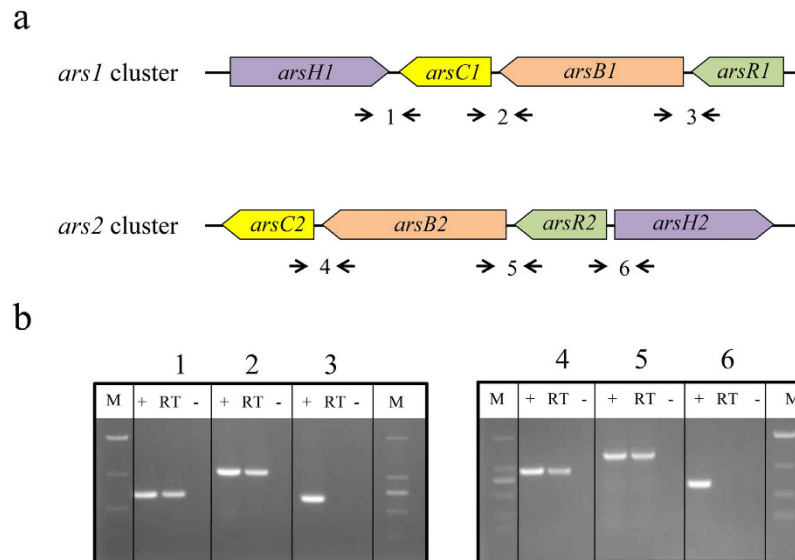 a
ars1 cluster
arsH1 arsC1 arsB1 arsR1
1 2 3
ars2 cluster
arsC2 arsB2 arsR2 arsH2
4 5 6
b
1 2 3
M + RT - + RT - + RT - M
4 5 6
M + RT - + RT - + RT - M